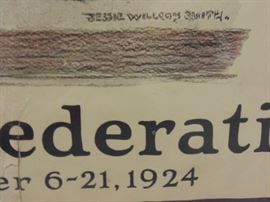 JESSIE WILLCOX SMITH.
ederati
er 6-21, 1924